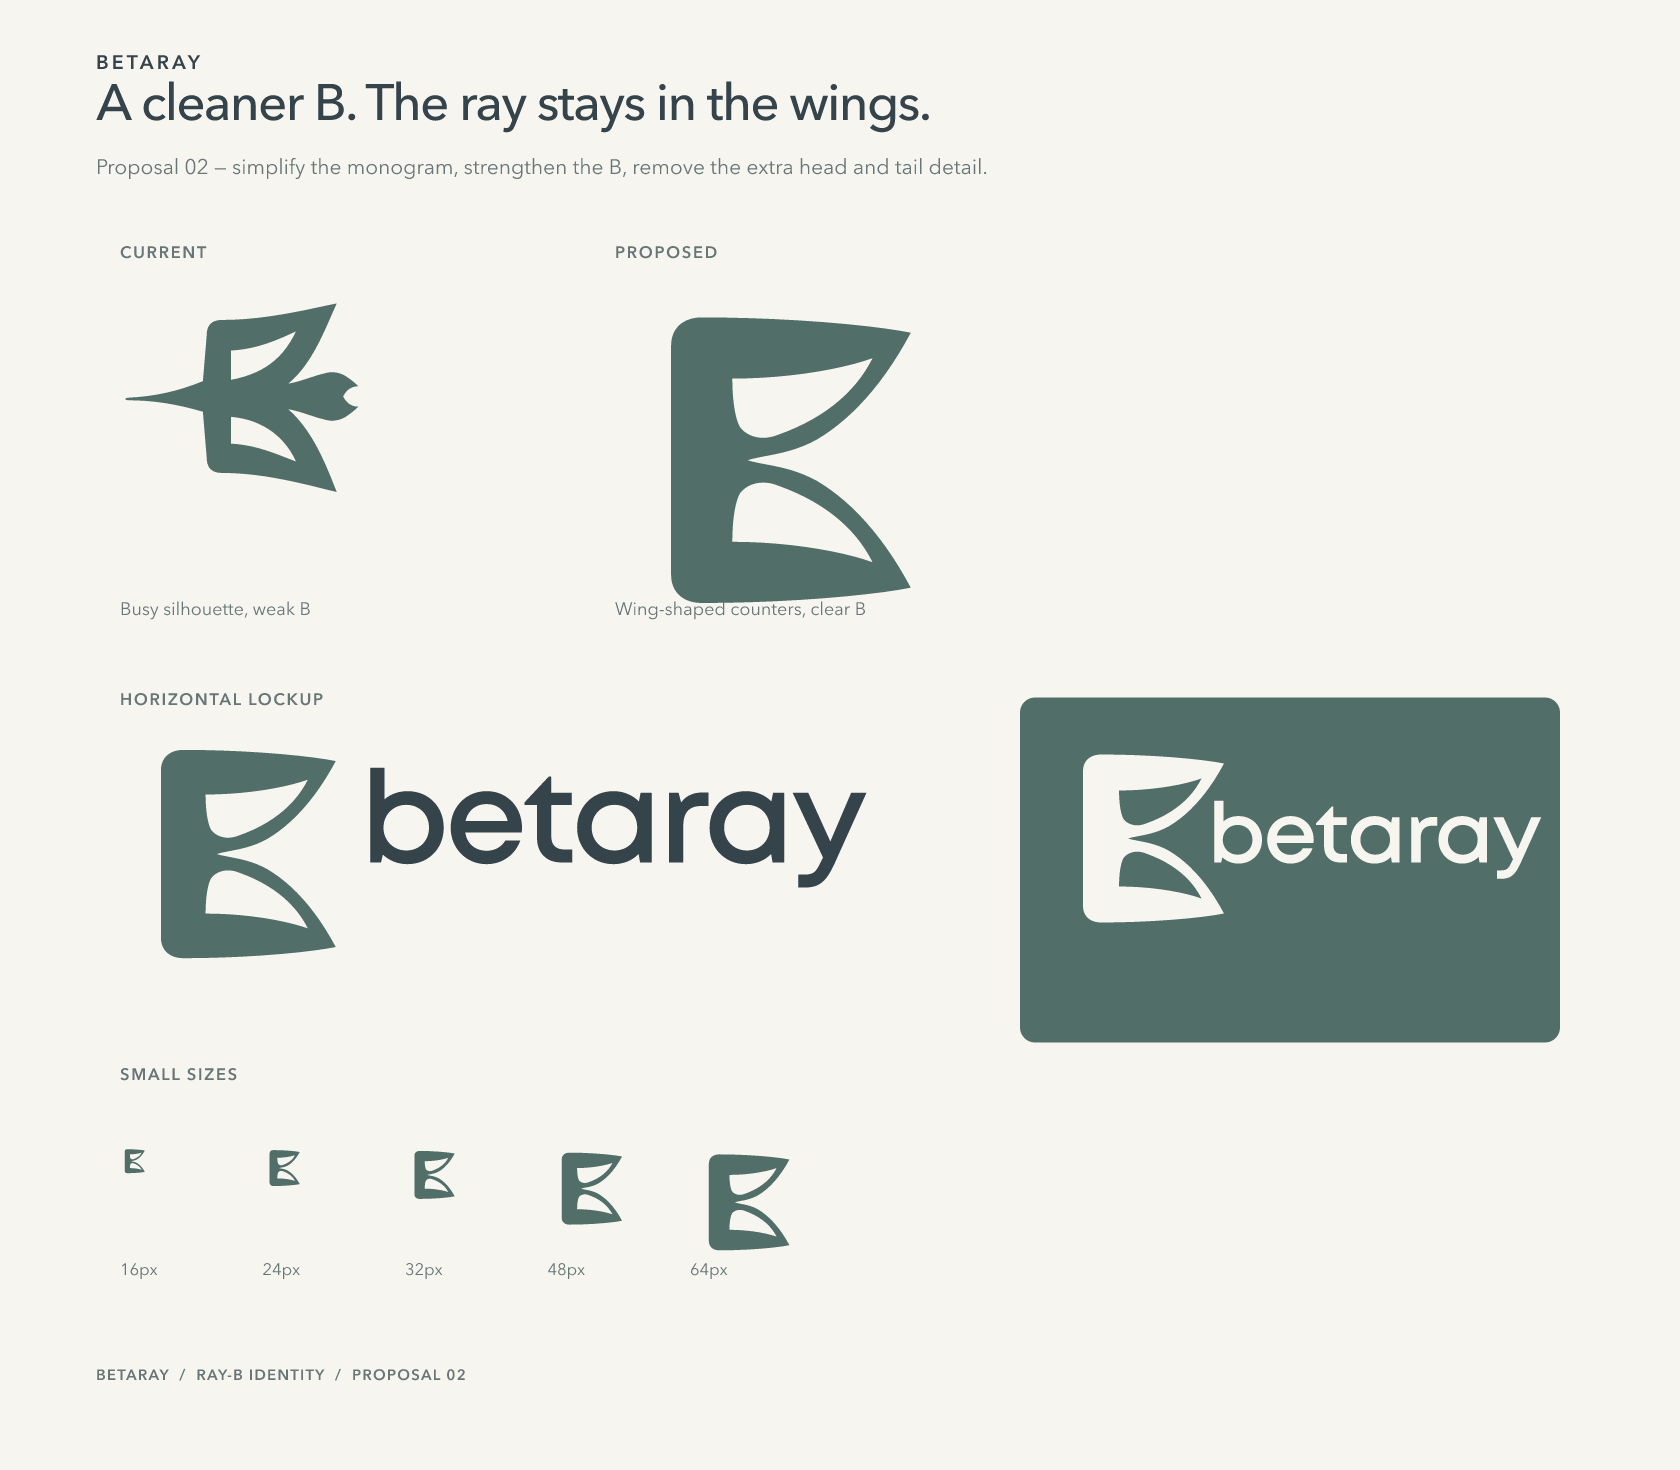 BETARAY
A cleaner B. The ray stays in the wings.
Proposal 02 – simplify the monogram, strengthen the B, remove the extra head and tail detail.
CURRENT
PROPOSED
Busy silhouette, weak B
Wing-shaped counters, clear B
HORIZONTAL LOCKUP
betaray
betaray
SMALL SIZES
16px
24px
32px
48px
64px
BETARAY / RAY-B IDENTITY / PROPOSAL 02